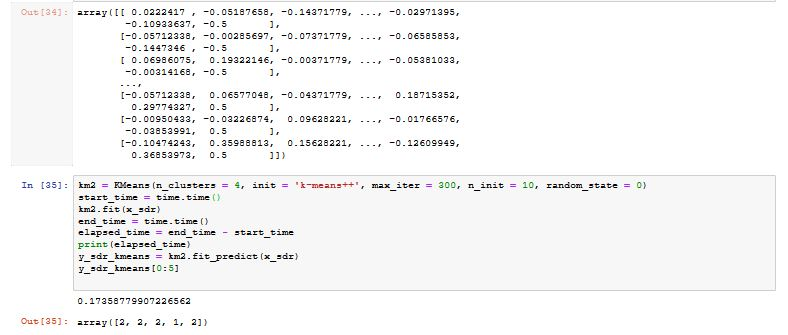 Out[34]: array([[ 0.0222417 , -0.05187658, -0.14371779, ..., -0.02971395,
-0.10933637, -0.5 ],
[-0.05712338, -0.00285697, -0.07371779, ..., -0.06585853,
-0.1447346 , -0.5 ],
[ 0.06986075, 0.19322146, -0.00371779, ..., -0.05381033,
-0.00314168, -0.5 ],
...,
[-0.05712338, 0.06577048, -0.04371779, ..., 0.18715352,
0.29774327, 0.5 ],
[-0.00950433, -0.03226874, 0.09628221, ..., -0.01766576,
-0.03853991, 0.5 ],
[-0.10474243, 0.35988813, 0.15628221, ..., -0.12609949,
0.36853973, 0.5 ]])
In [35]: km2 = KMeans(n_clusters = 4, init = 'k-means++', max_iter = 300, n_init = 10, random_state = 0)
start_time = time.time()
km2.fit(x_sdr)
end_time = time.time()
elapsed_time = end_time - start_time
print(elapsed_time)
y_sdr_kmeans = km2.fit_predict(x_sdr)
y_sdr_kmeans[0:5]
0.17358779907226562
Out[35]: array([2, 2, 2, 1, 2])